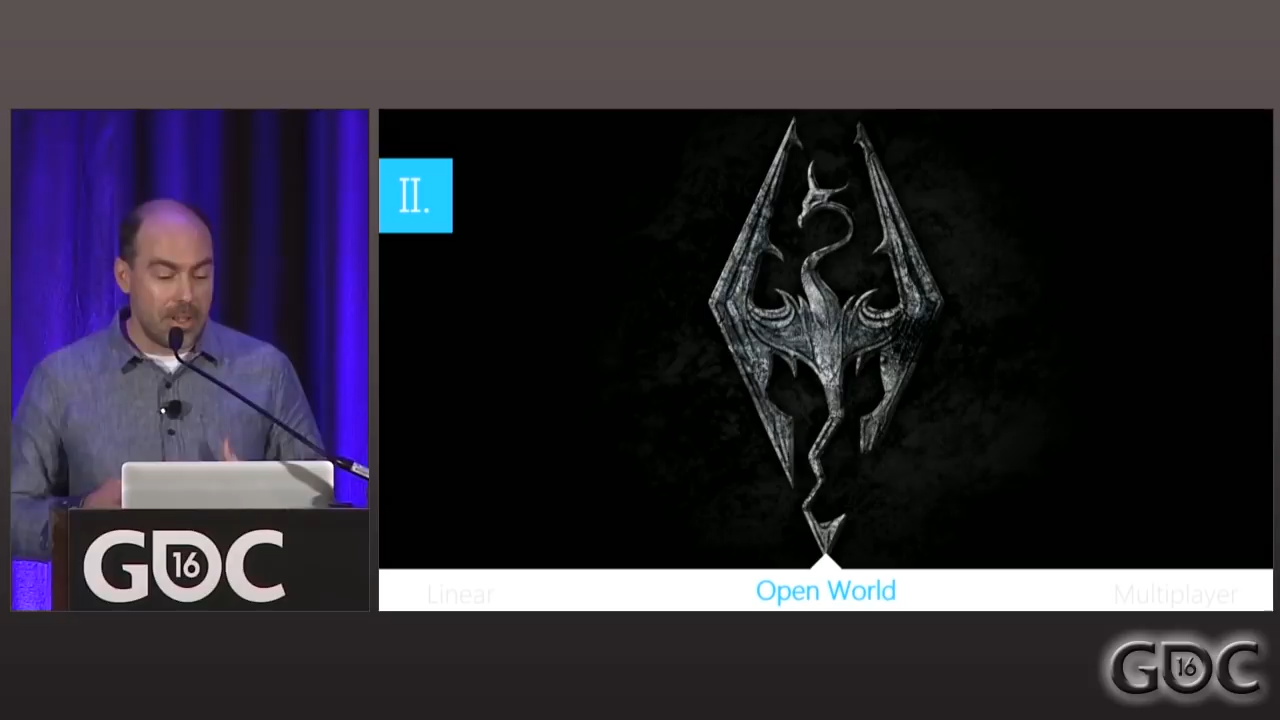 II.
Linear
Open World
Multiplayer
GDC 16
GDC 16